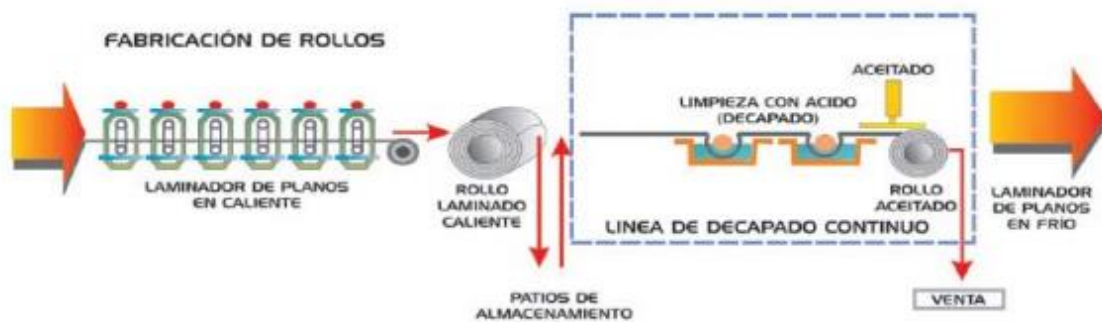 FABRICACIÓN DE ROLLOS
LAMINADOR DE PLANOS
EN CALIENTE
ROLLO
LAMINADO
CALIENTE
PATIOS DE
ALMACENAMIENTO
ACEITADO
LIMPIEZA CON ACIDO
(DECAPADO)
ROLLO
ACEITADO
LINEA DE DECAPADO CONTINUO
VENTA
LAMINADOR
DE PLANOS
EN FRÍO